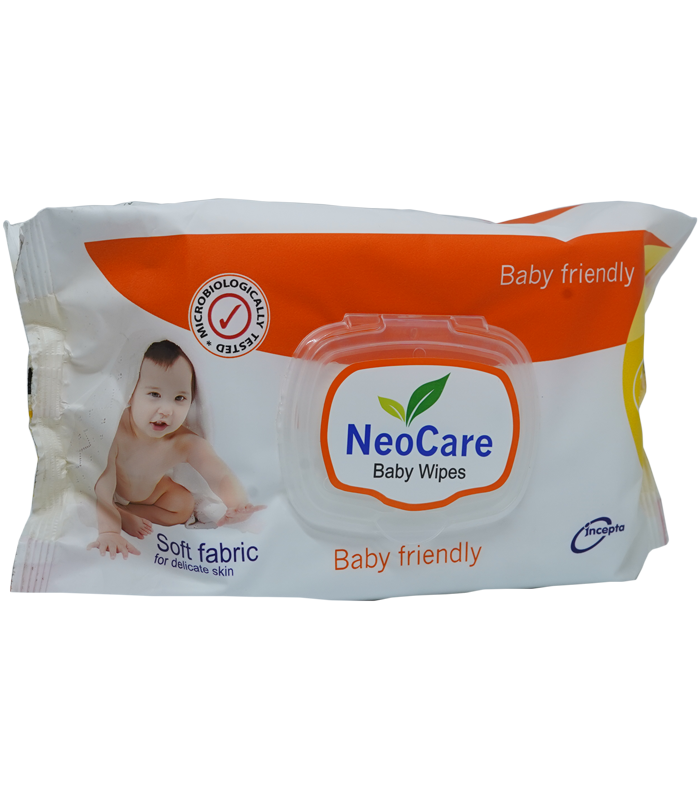 Baby friendly
MICROBIOLOGICALLY TESTED *
NeoCare
Baby Wipes
incepta
Soft fabric
for delicate skin
Baby friendly